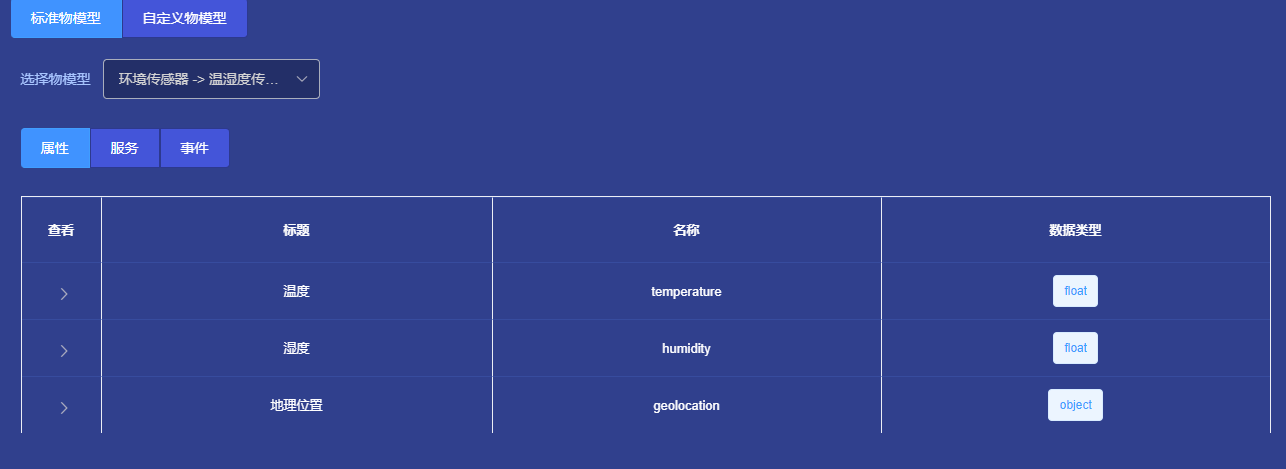 标准物模型 自定义物模型
选择物模型 环境传感器 -> 温湿度传...
属性 服务 事件
查看 标题 名称 数据类型
温度 temperature float
湿度 humidity float
地理位置 geolocation object